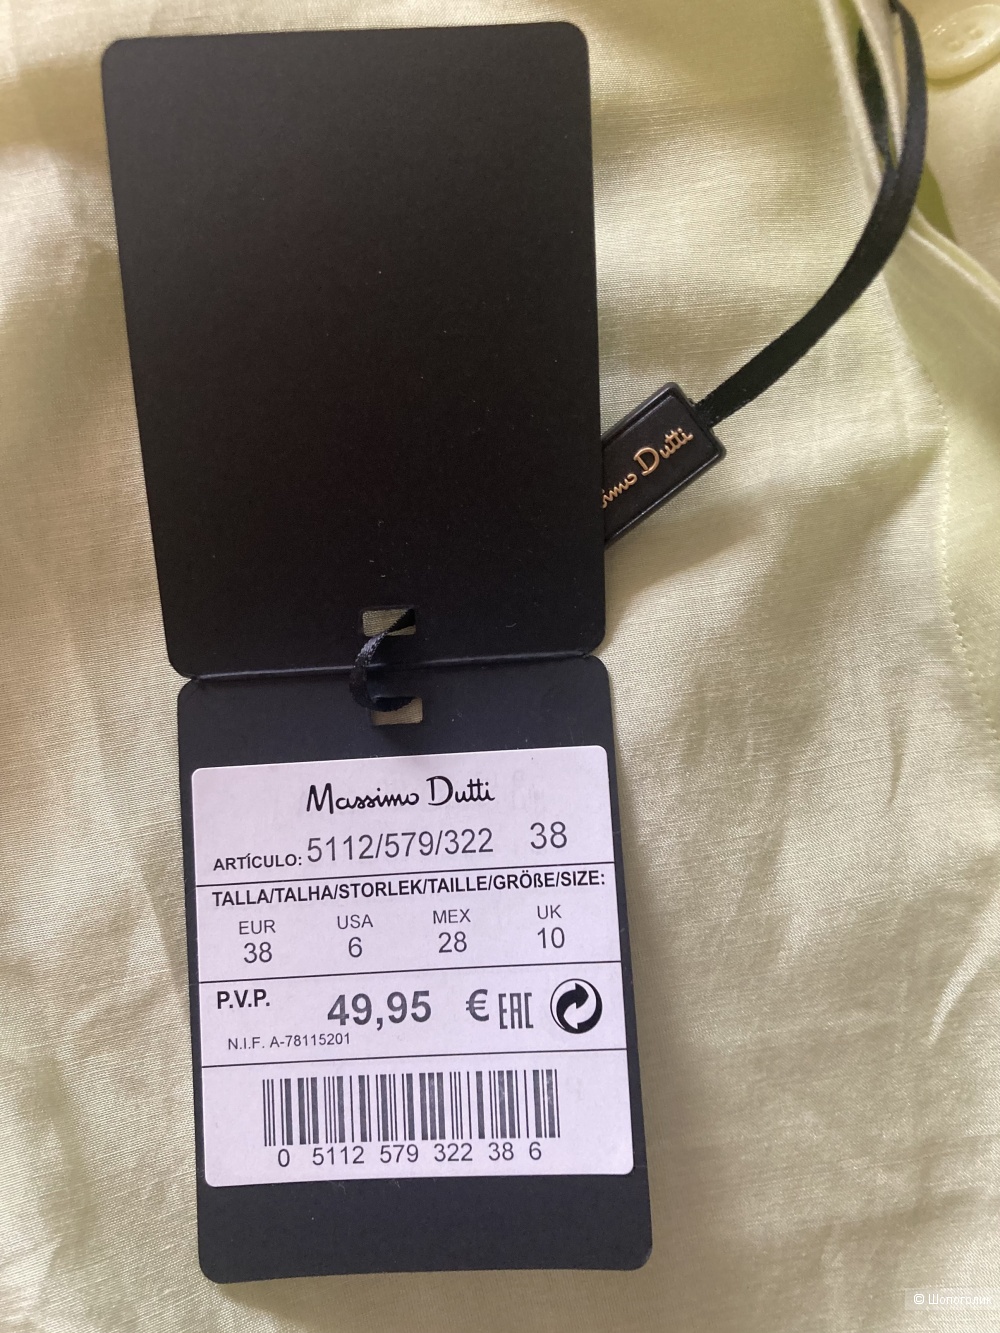 simo Dutti
Massimo Dutti
ARTÍCULO: 5112/579/322 38
TALLA/TALHA/STORLEK/TAILLE/GRÖßE/SIZE:
EUR USA MEX UK
38 6 28 10
P.V.P. 49,95 € EAC
N.I.F. A-78115201
0 5112 579 322 38 6
© Шопоголик